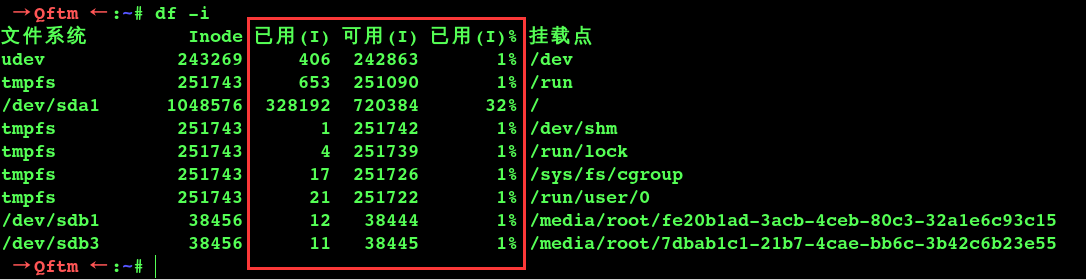 →Qftm ←:~# df -i
文件系统 Inode 已用(I) 可用(I) 已用(I)% 挂载点
udev 243269 406 242863 1% /dev
tmpfs 251743 653 251090 1% /run
/dev/sda1 1048576 328192 720384 32% /
tmpfs 251743 1 251742 1% /dev/shm
tmpfs 251743 4 251739 1% /run/lock
tmpfs 251743 17 251726 1% /sys/fs/cgroup
tmpfs 251743 21 251722 1% /run/user/0
/dev/sdb1 38456 12 38444 1% /media/root/fe20b1ad-3acb-4ceb-80c3-32a1e6c93c15
/dev/sdb3 38456 11 38445 1% /media/root/7dbab1c1-21b7-4cae-bb6c-3b42c6b23e55
→Qftm ←:~#